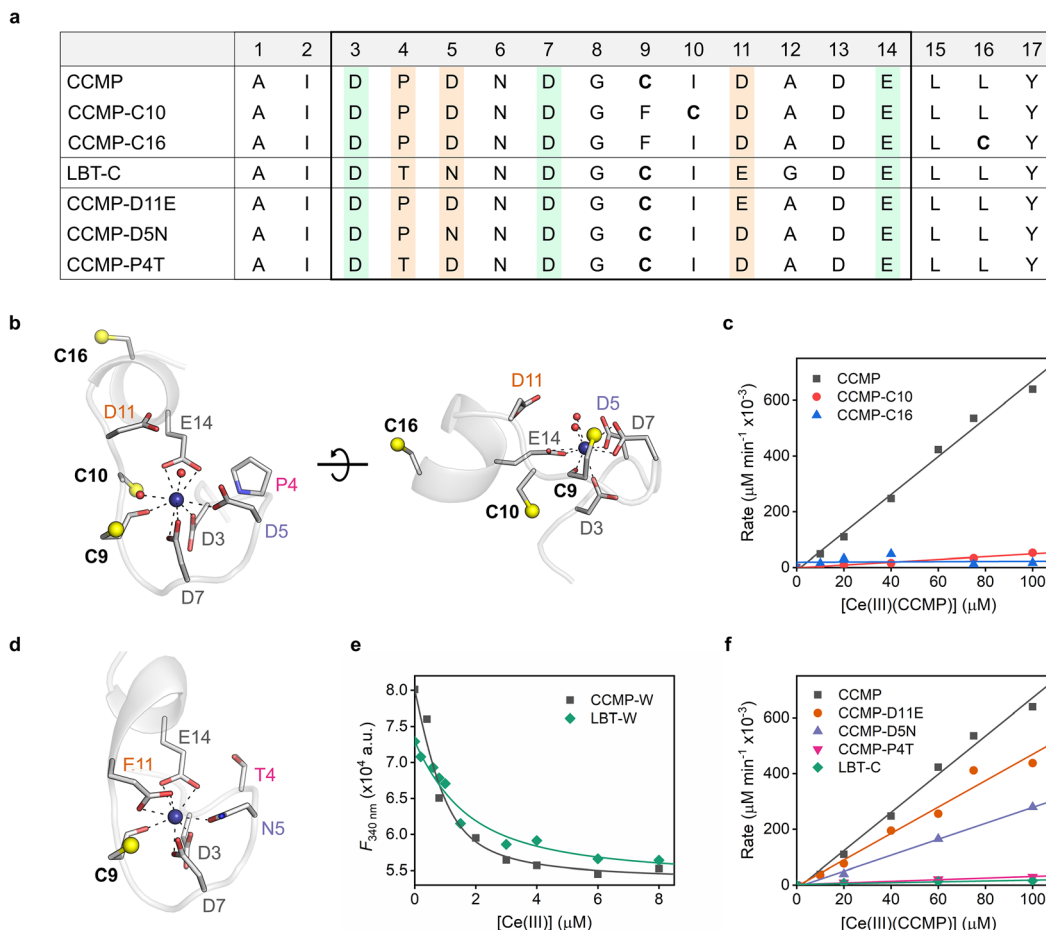 a
1 2 3 4 5 6 7 8 9 10 11 12 13 14 15 16 17
CCMP A I D P D N D G C I D A D E L L Y
CCMP-C10 A I D P D N D G F C D A D E L L Y
CCMP-C16 A I D P D N D G F I D A D E L C Y
LBT-C A I D T N N D G C I E G D E L L Y
CCMP-D11E A I D P D N D G C I E A D E L L Y
CCMP-D5N A I D P N N D G C I D A D E L L Y
CCMP-P4T A I D T D N D G C I D A D E L L Y
b
C16
D11
E14
C10
P4
C9
D3
D5
D7
D11
D5
D7
C16
E14
C10
C9
D3
c
CCMP
CCMP-C10
CCMP-C16
Rate (μM min⁻¹ x10⁻³)
600
400
200
0
0 20 40 60 80 100
[Ce(III)(CCMP)] (μM)
d
E14
E11
T4
N5
C9
D3
D7
e
CCMP-W
LBT-W
F340 nm (x10⁴ a.u.)
8.0
7.5
7.0
6.5
6.0
5.5
0 2 4 6 8
[Ce(III)] (μM)
f
CCMP
CCMP-D11E
CCMP-D5N
CCMP-P4T
LBT-C
Rate (μM min⁻¹ x10⁻³)
600
400
200
0
0 20 40 60 80 100
[Ce(III)(CCMP)] (μM)